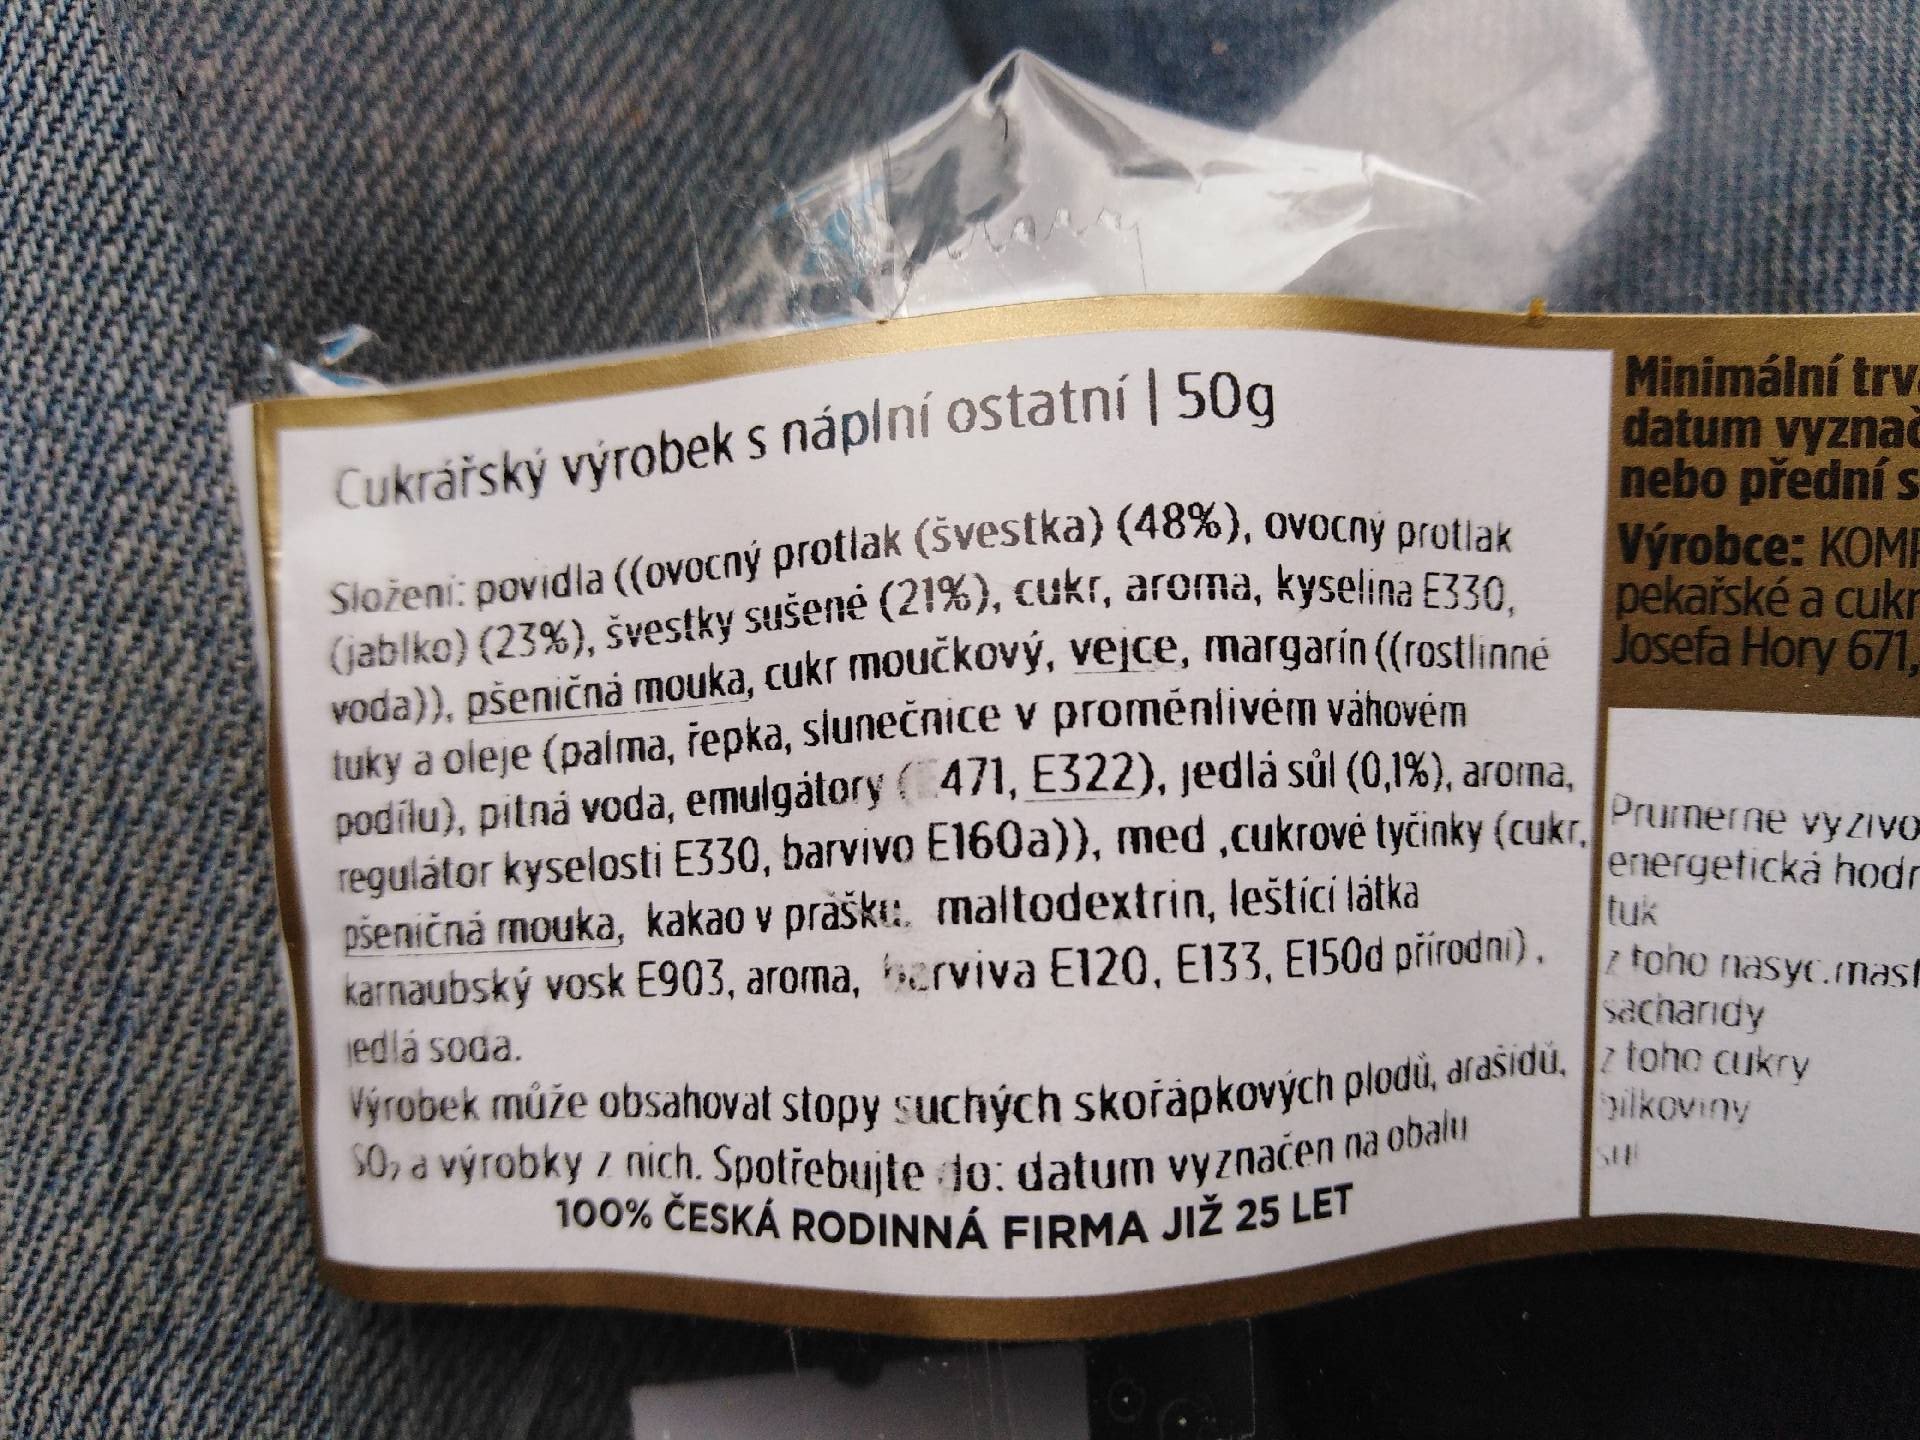 Cukrářský výrobek s náplní ostatní | 50g
Složení: povidla ((ovocný protlak (švestka) (48%), ovocný protlak
(jablko) (23%), švestky sušené (21%), cukr, aroma, kyselina E330,
voda)), pšeničná mouka, cukr moučkový, vejce, margarín ((rostlinné
tuky a oleje (palma, řepka, slunečnice v proměnlivém váhovém
podílu), pitná voda, emulgátory ( 471, E322), jedlá sůl (0,1%), aroma,
regulátor kyselosti E330, barvivo E160a)), med ,cukrové tyčinky (cukr,
pšeničná mouka, kakao v prášku, maltodextrin, leštící látka
karnaubský vosk E903, aroma, barviva E120, E133, E150d přírodní),
jedlá soda.
Výrobek může obsahovat stopy suchých skořápkových plodů, arašídů,
SO₂ a výrobky z nich. Spotřebujte do: datum vyznačen na obalu
100% ČESKÁ RODINNÁ FIRMA JIŽ 25 LET
Minimální trv
datum vyznač
nebo přední s
Výrobce: KOMP
pekařské a cukr
Josefa Hory 671,
Prumerne vyzivo
energetická hodn
tuk
z toho nasyc.mast
sacharidy
z toho cukry
bílkoviny
sůl